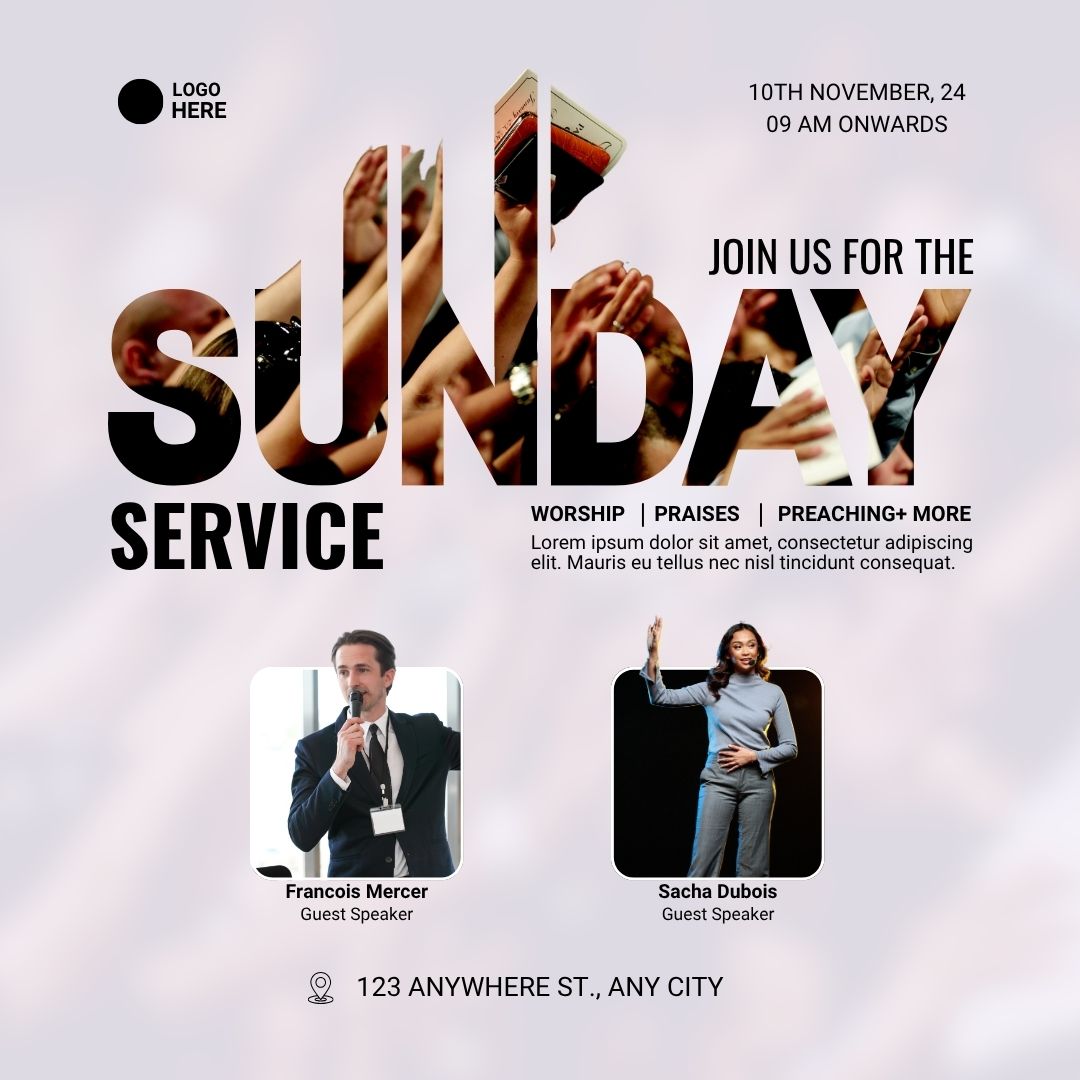 LOGO
HERE
10TH NOVEMBER, 24
09 AM ONWARDS
JOIN US FOR THE
SUNDAY
SERVICE
WORSHIP | PRAISES | PREACHING+ MORE
Lorem ipsum dolor sit amet, consectetur adipiscing
elit. Mauris eu tellus nec nisl tincidunt consequat.
Francois Mercer
Guest Speaker
Sacha Dubois
Guest Speaker
123 ANYWHERE ST., ANY CITY